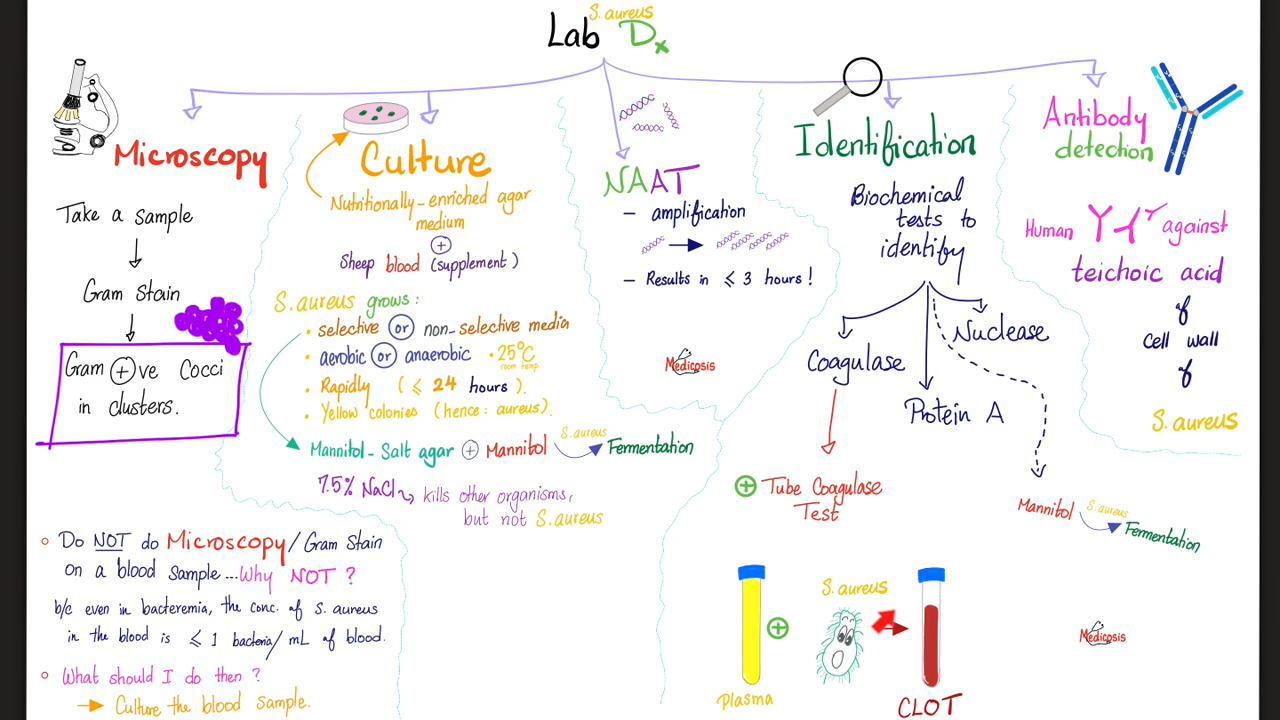 S. aureus
Lab Dx
Microscopy
Take a sample
Gram Stain
Gram +ve Cocci
in clusters.
Culture
Nutritionally-enriched agar
medium
+
Sheep blood (supplement)
S. aureus grows:
• selective or non-selective media
• aerobic or anaerobic • 25°C
room temp.
• Rapidly (≤ 24 hours).
• Yellow colonies (hence: aureus).
Mannitol-Salt agar + Mannitol S. aureus Fermentation
7.5% NaCl kills other organisms,
but not S. aureus
NAAT
- amplification
- Results in ≤ 3 hours!
Medicosis
Identification
Biochemical
tests to
identify
Coagulase
Protein A
Nuclease
+ Tube Coagulase
Test
Mannitol S. aureus Fermentation
Plasma
+
S. aureus
CLOT
Medicosis
Antibody
detection
Human against
teichoic acid
of
cell wall
of
S. aureus
Do NOT do Microscopy/Gram Stain
on a blood sample...Why NOT?
b/c even in bacteremia, the conc. of S. aureus
in the blood is ≤ 1 bacteria/mL of blood.
What should I do then?
→ Culture the blood sample.